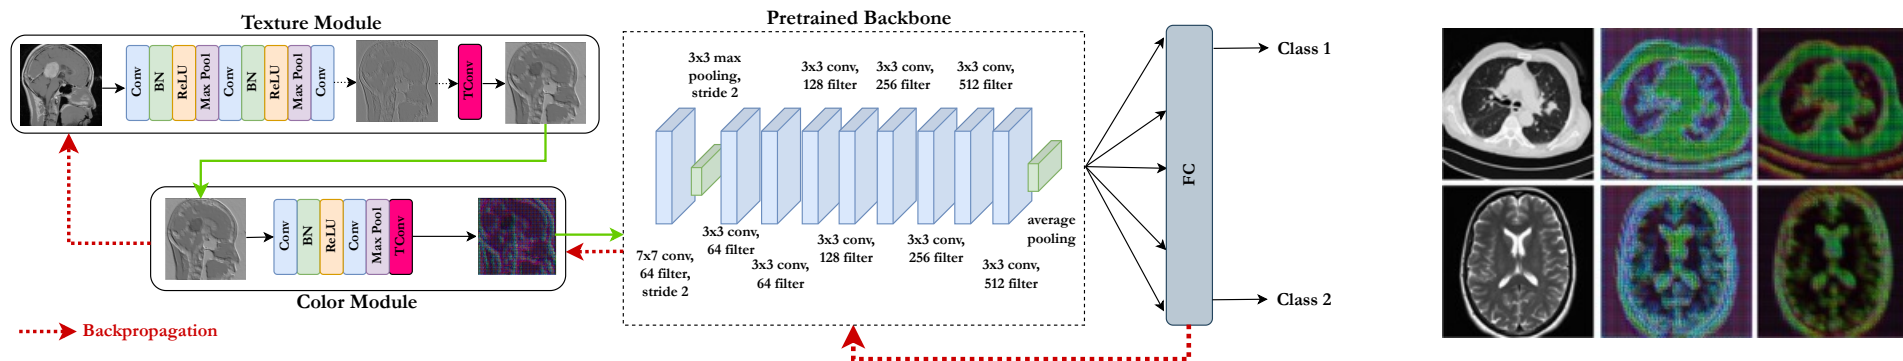 Texture Module
Conv
BN
ReLU
Max Pool
Conv
BN
ReLU
Max Pool
Conv
TConv
Color Module
Conv
BN
ReLU
Conv
Max Pool
TConv
Backpropagation
Pretrained Backbone
3x3 max
pooling,
stride 2
3x3 conv,
128 filter
3x3 conv,
256 filter
3x3 conv,
512 filter
7x7 conv,
64 filter,
stride 2
3x3 conv,
64 filter
3x3 conv,
64 filter
3x3 conv,
128 filter
3x3 conv,
256 filter
3x3 conv,
512 filter
average
pooling
FC
Class 1
Class 2